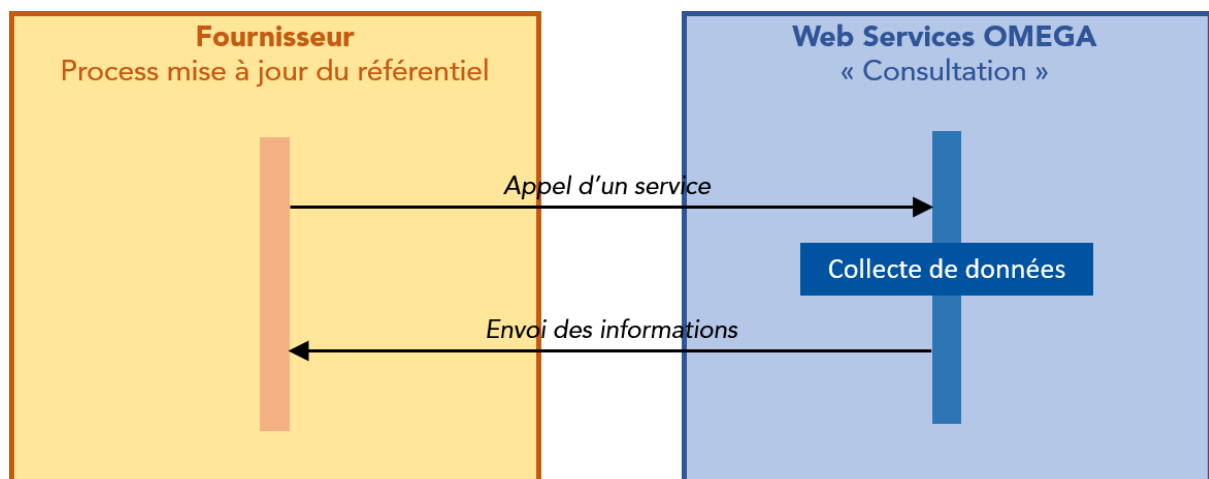 Fournisseur
Process mise à jour du référentiel
Web Services OMEGA
« Consultation »
Appel d'un service
Collecte de données
Envoi des informations